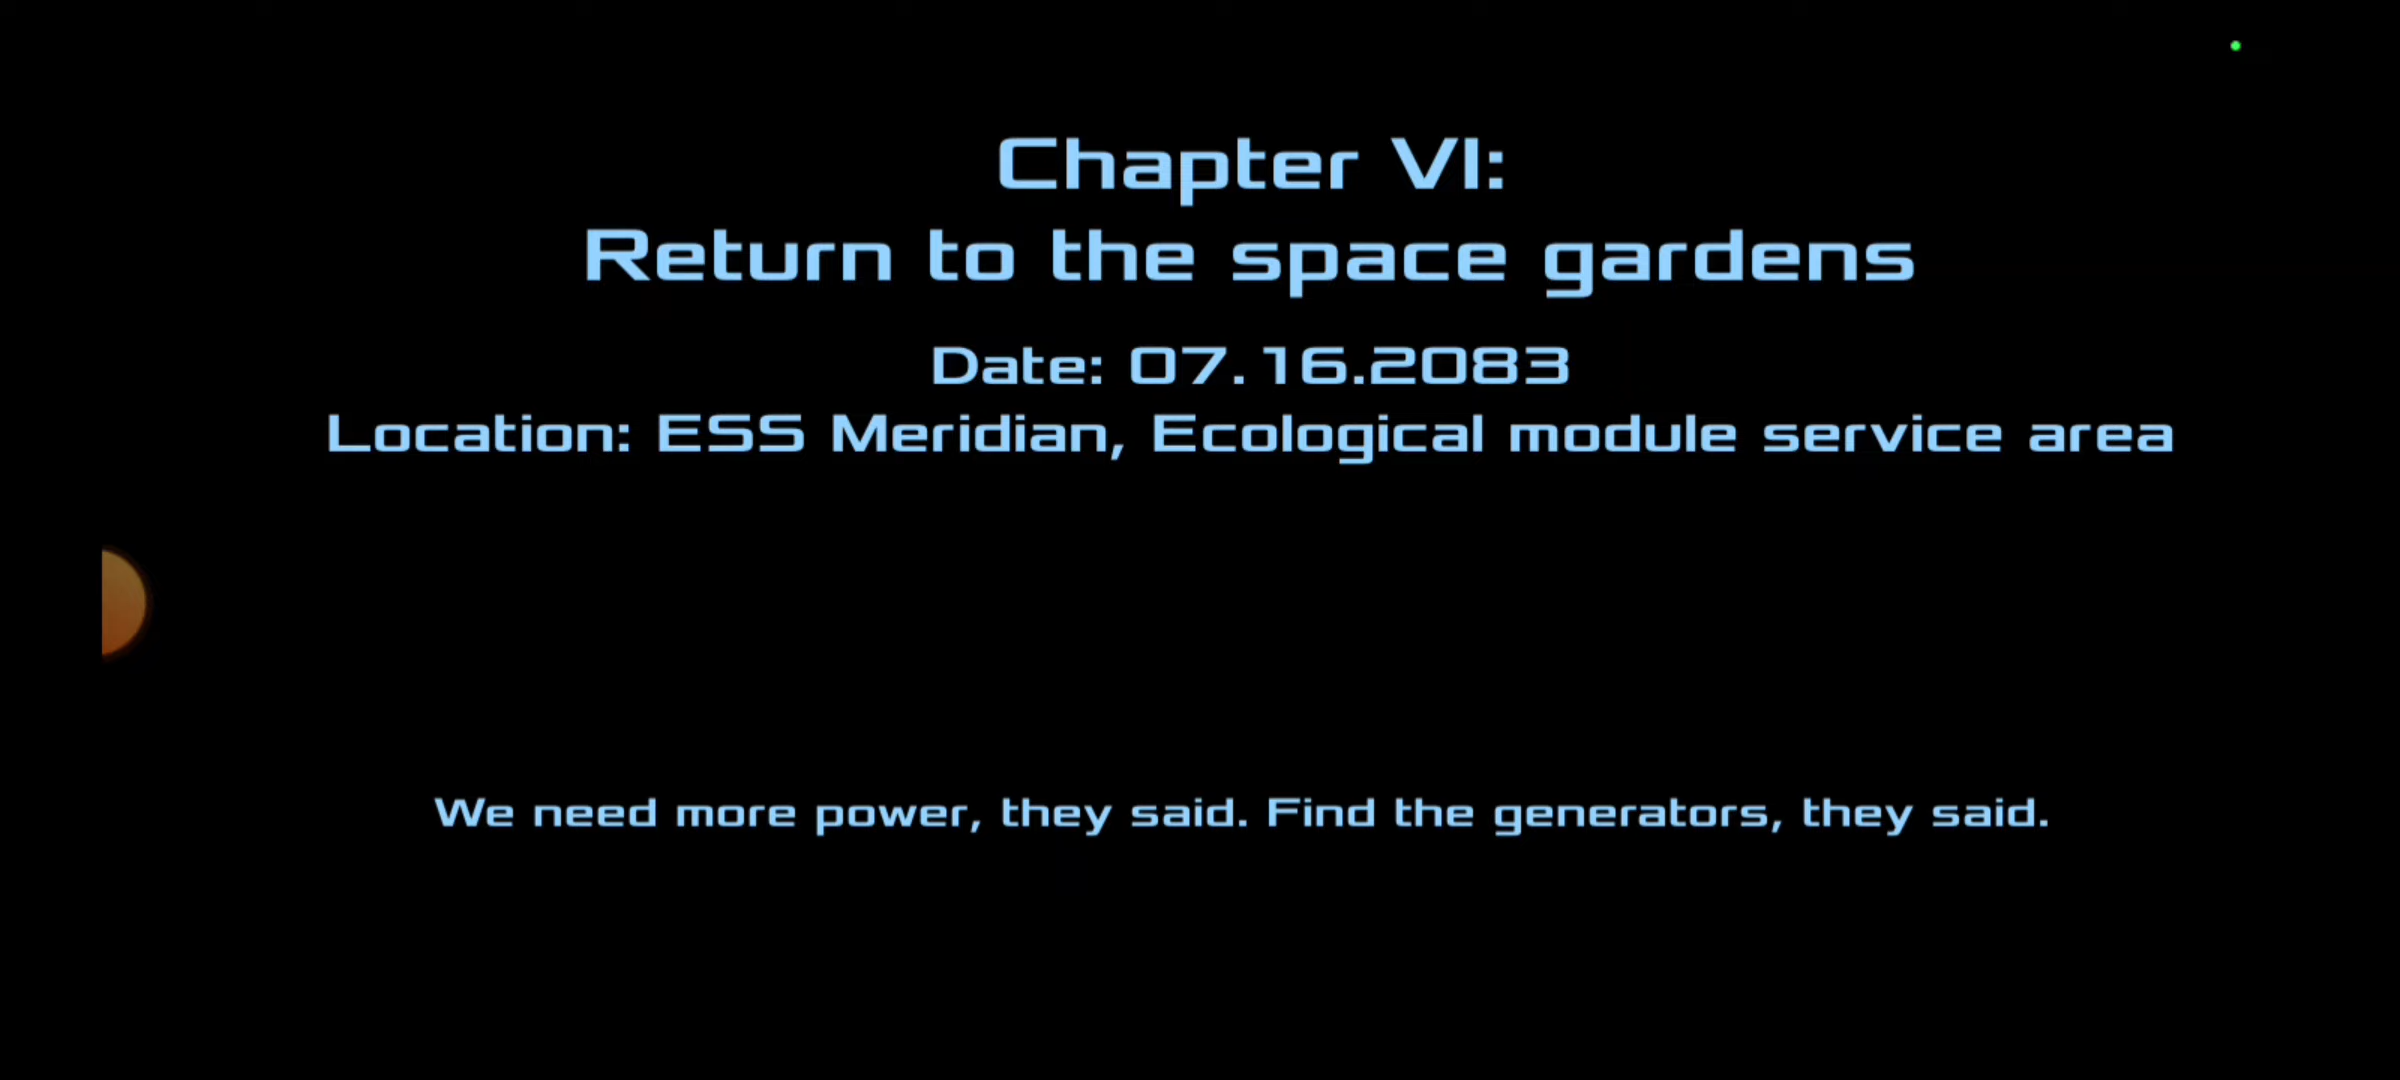 Chapter VI:
Return to the space gardens
Date: 07.16.2083
Location: ESS Meridian, Ecological module service area
We need more power, they said. Find the generators, they said.